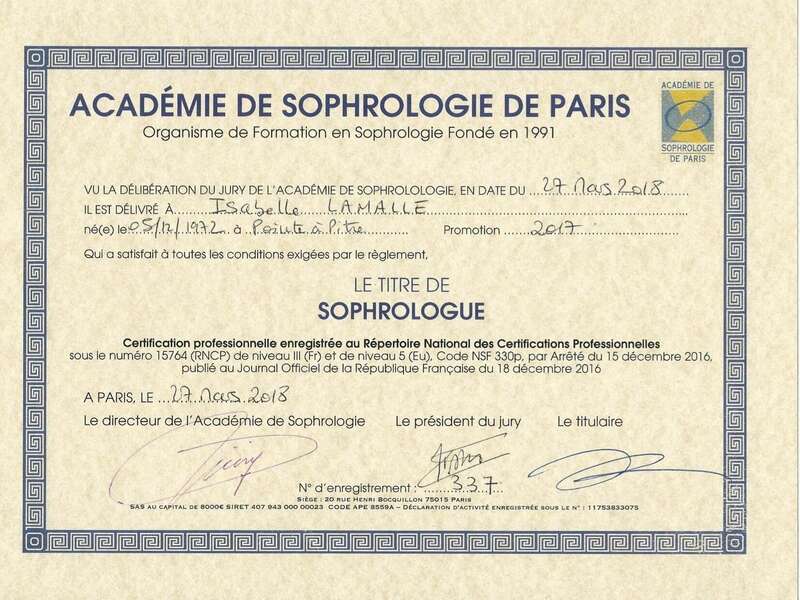 ACADÉMIE DE SOPHROLOGIE DE PARIS
Organisme de Formation en Sophrologie Fondé en 1991
ACADÉMIE DE
SOPHROLOGIE
DE PARIS
VU LA DÉLIBÉRATION DU JURY DE L'ACADÉMIE DE SOPHROLOLOGIE, EN DATE DU 27 Mars 2018
IL EST DÉLIVRÉ À Isabelle LAMALLE
né(e) le 05/12/1972 à Pointe à Pitre Promotion 2017
Qui a satisfait à toutes les conditions exigées par le règlement,
LE TITRE DE
SOPHROLOGUE
Certification professionnelle enregistrée au Répertoire National des Certifications Professionnelles
sous le numéro 15764 (RNCP) de niveau III (Fr) et de niveau 5 (Eu), Code NSF 330p, par Arrêté du 15 décembre 2016,
publié au Journal Officiel de la République Française du 18 décembre 2016
A PARIS, LE 27 Mars 2018
Le directeur de l'Académie de Sophrologie Le président du jury Le titulaire
N° d'enregistrement : 337
SIÈGE : 20 RUE HENRI BOCQUILLON 75015 PARIS
SAS AU CAPITAL DE 8000€ SIRET 407 943 000 00023 CODE APE 8559A – DÉCLARATION D'ACTIVITÉ ENREGISTRÉE SOUS LE N° : 11753833075